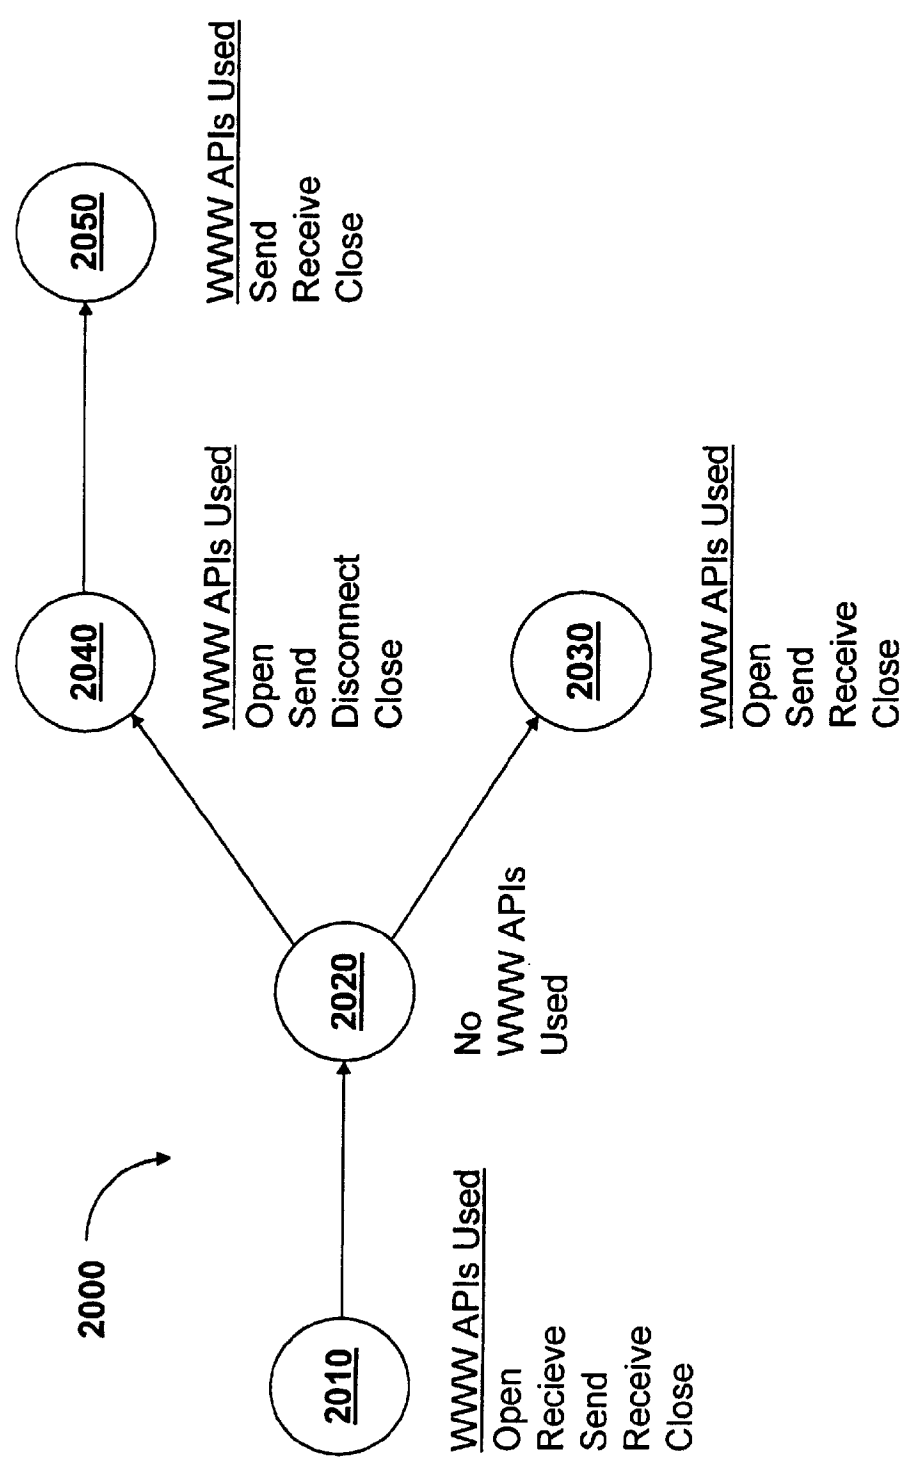 2000
2010
WWW APIs Used
Open
Recieve
Send
Receive
Close
2020
No
WWW APIs
Used
2040
WWW APIs Used
Open
Send
Disconnect
Close
2030
WWW APIs Used
Open
Send
Receive
Close
2050
WWW APIs Used
Send
Receive
Close